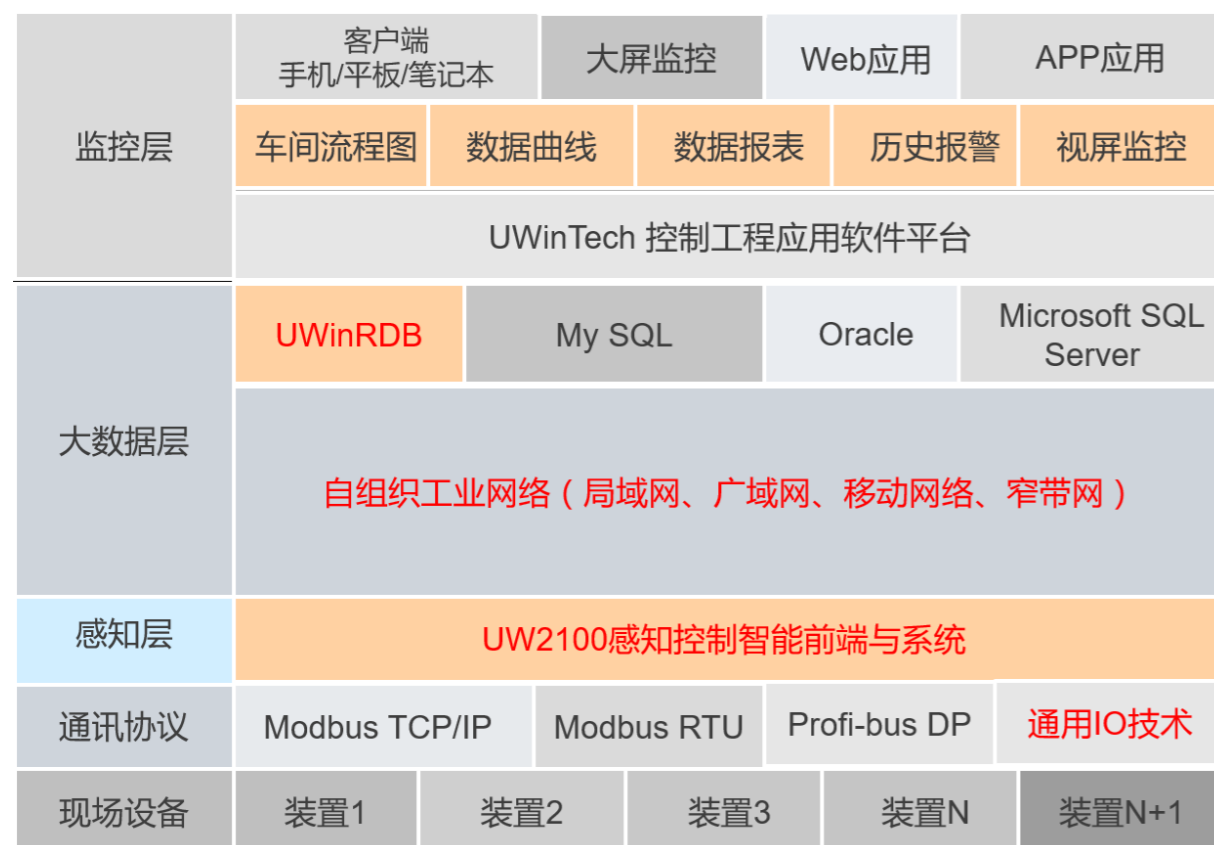 客户端
手机/平板/笔记本
大屏监控
Web应用
APP应用
监控层
车间流程图
数据曲线
数据报表
历史报警
视屏监控
UWinTech 控制工程应用软件平台
大数据层
UWinRDB
My SQL
Oracle
Microsoft SQL
Server
自组织工业网络（局域网、广域网、移动网络、窄带网）
感知层
UW2100感知控制智能前端与系统
通讯协议
Modbus TCP/IP
Modbus RTU
Profi-bus DP
通用IO技术
现场设备
装置1
装置2
装置3
装置N
装置N+1